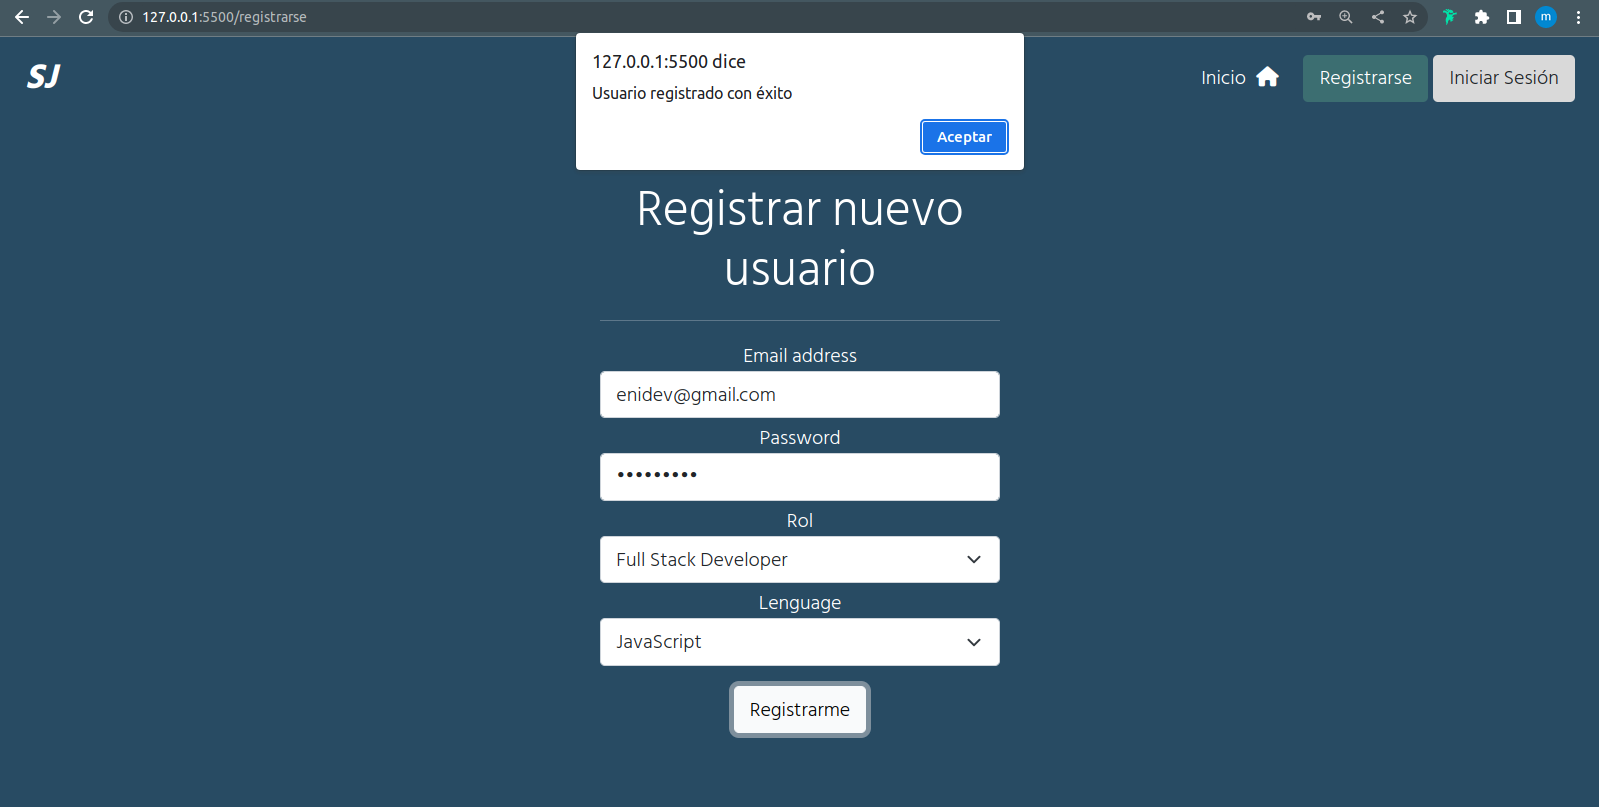 127.0.0.1:5500/registrarse
m
127.0.0.1:5500 dice
Usuario registrado con éxito
Aceptar
SJ
Inicio
Registrarse
Iniciar Sesión
Registrar nuevo
usuario
Email address
enidev@gmail.com
Password
•••••••••
Rol
Full Stack Developer
Lenguage
JavaScript
Registrarme